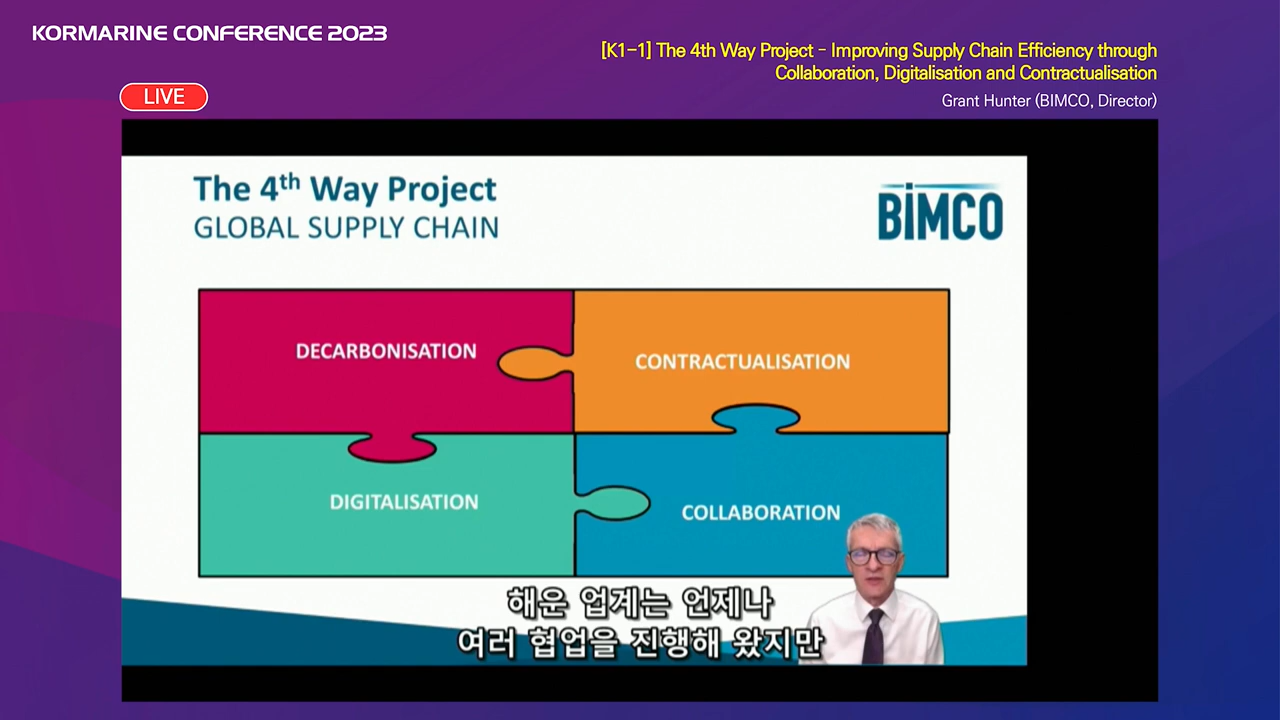 KORMARINE CONFERENCE 2023
[K1-1] The 4th Way Project - Improving Supply Chain Efficiency through
Collaboration, Digitalisation and Contractualisation
Grant Hunter (BIMCO, Director)
LIVE
The 4th Way Project
GLOBAL SUPPLY CHAIN
BIMCO
DECARBONISATION
CONTRACTUALISATION
DIGITALISATION
COLLABORATION
해운 업계는 언제나
여러 협업을 진행해 왔지만